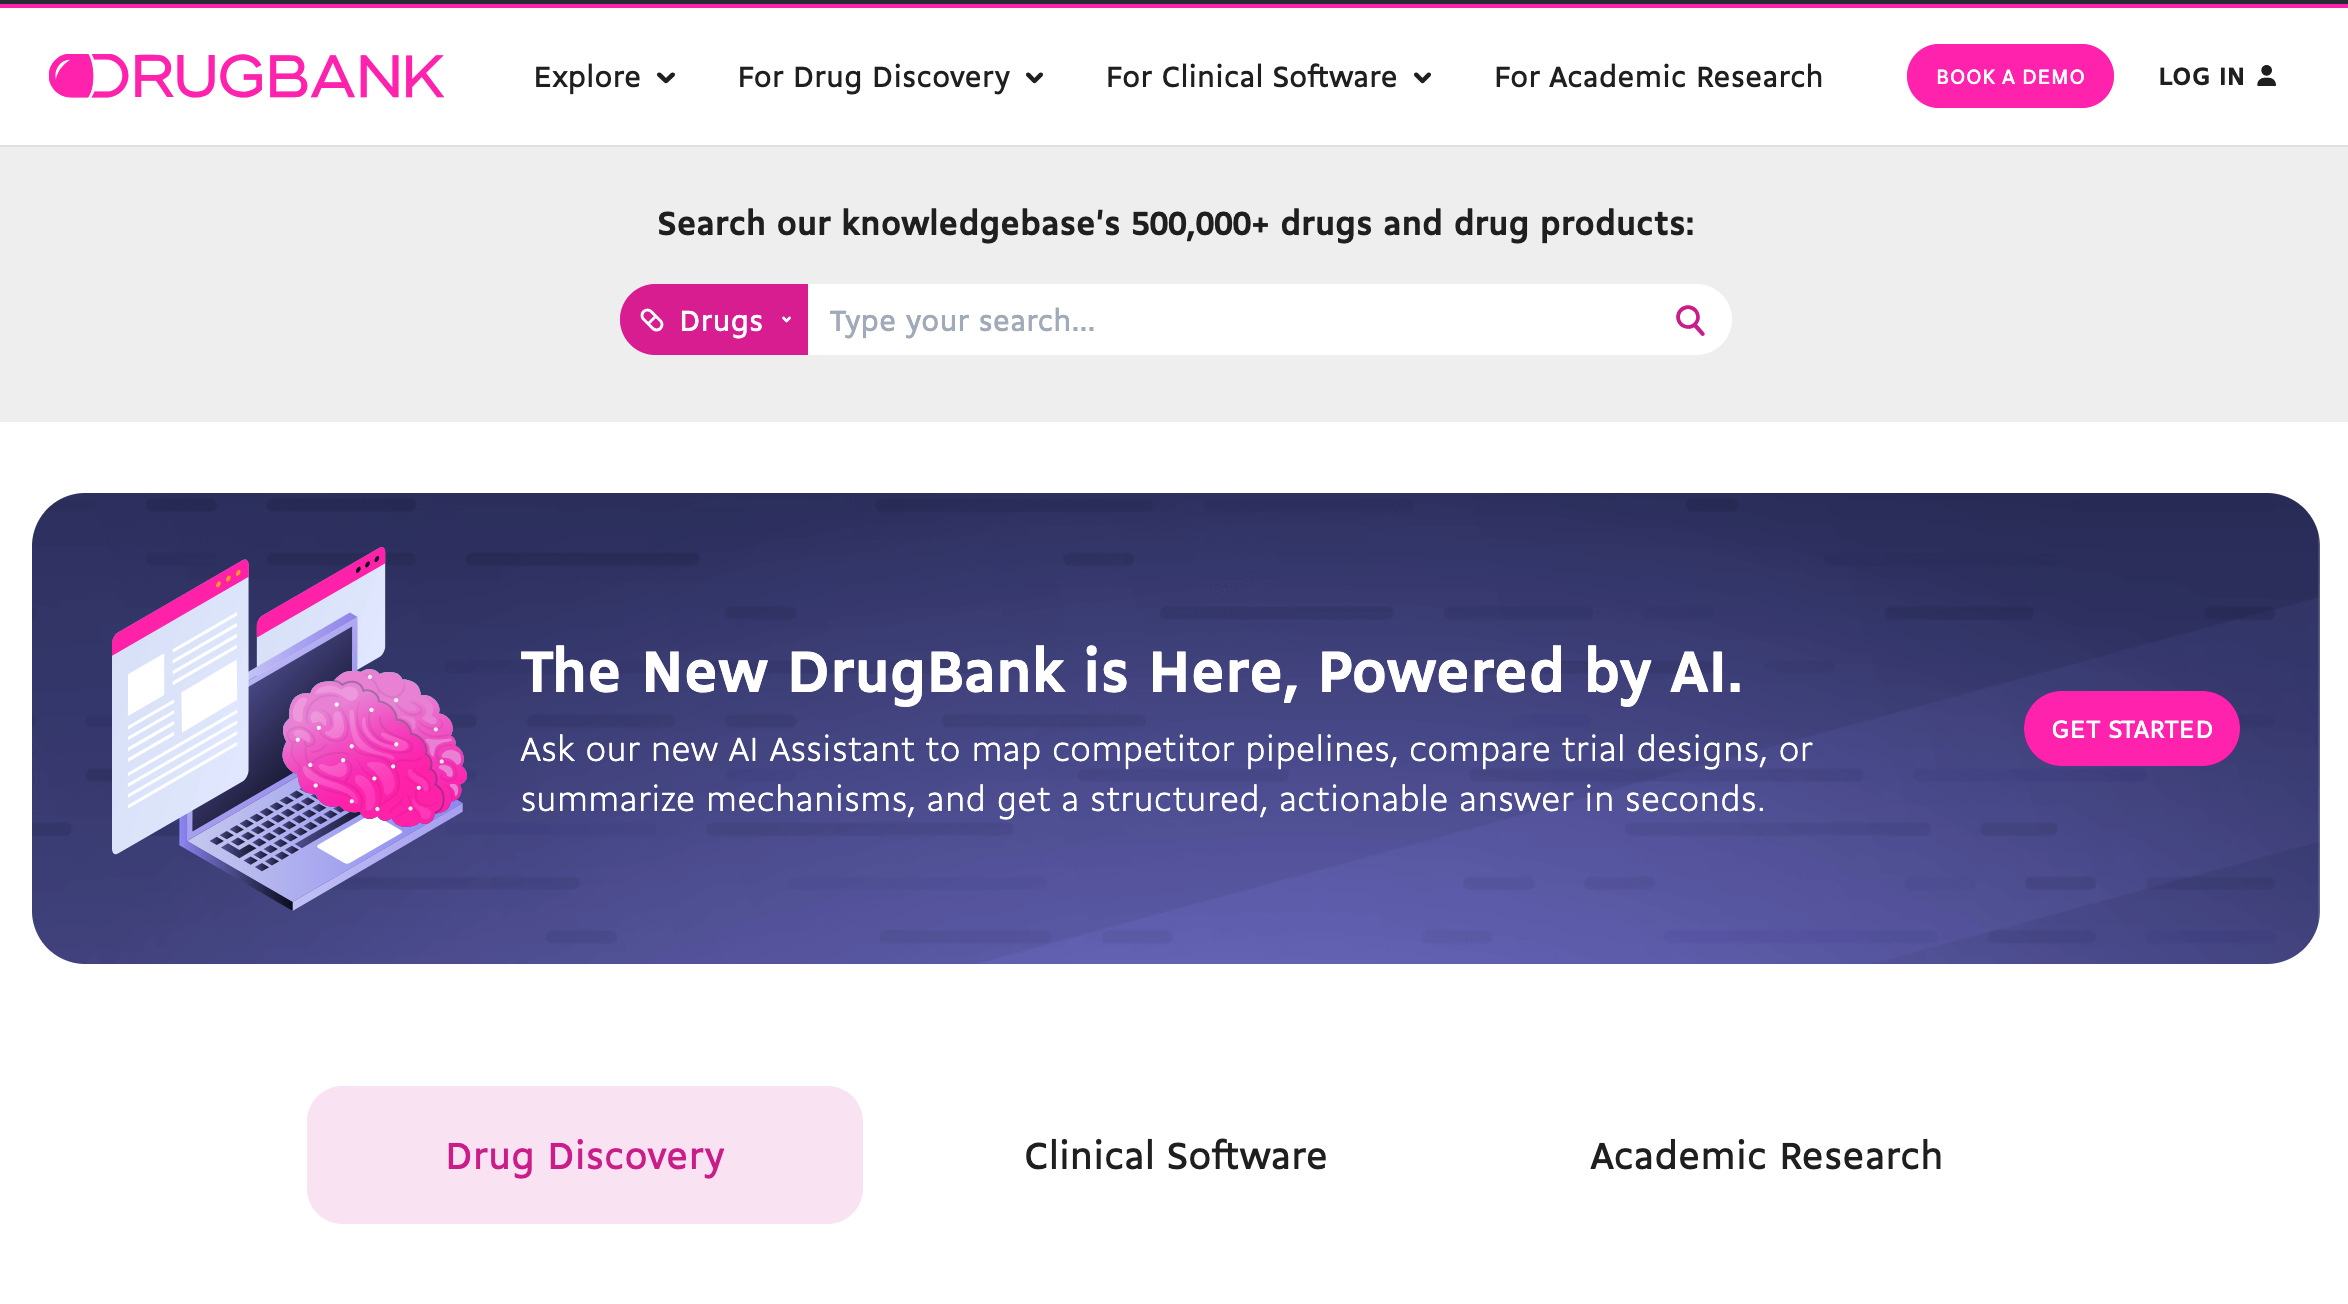 DRUGBANK
Explore
For Drug Discovery
For Clinical Software
For Academic Research
BOOK A DEMO
LOG IN
Search our knowledgebase's 500,000+ drugs and drug products:
Drugs
Type your search...
The New DrugBank is Here, Powered by AI.
Ask our new AI Assistant to map competitor pipelines, compare trial designs, or
summarize mechanisms, and get a structured, actionable answer in seconds.
GET STARTED
Drug Discovery
Clinical Software
Academic Research